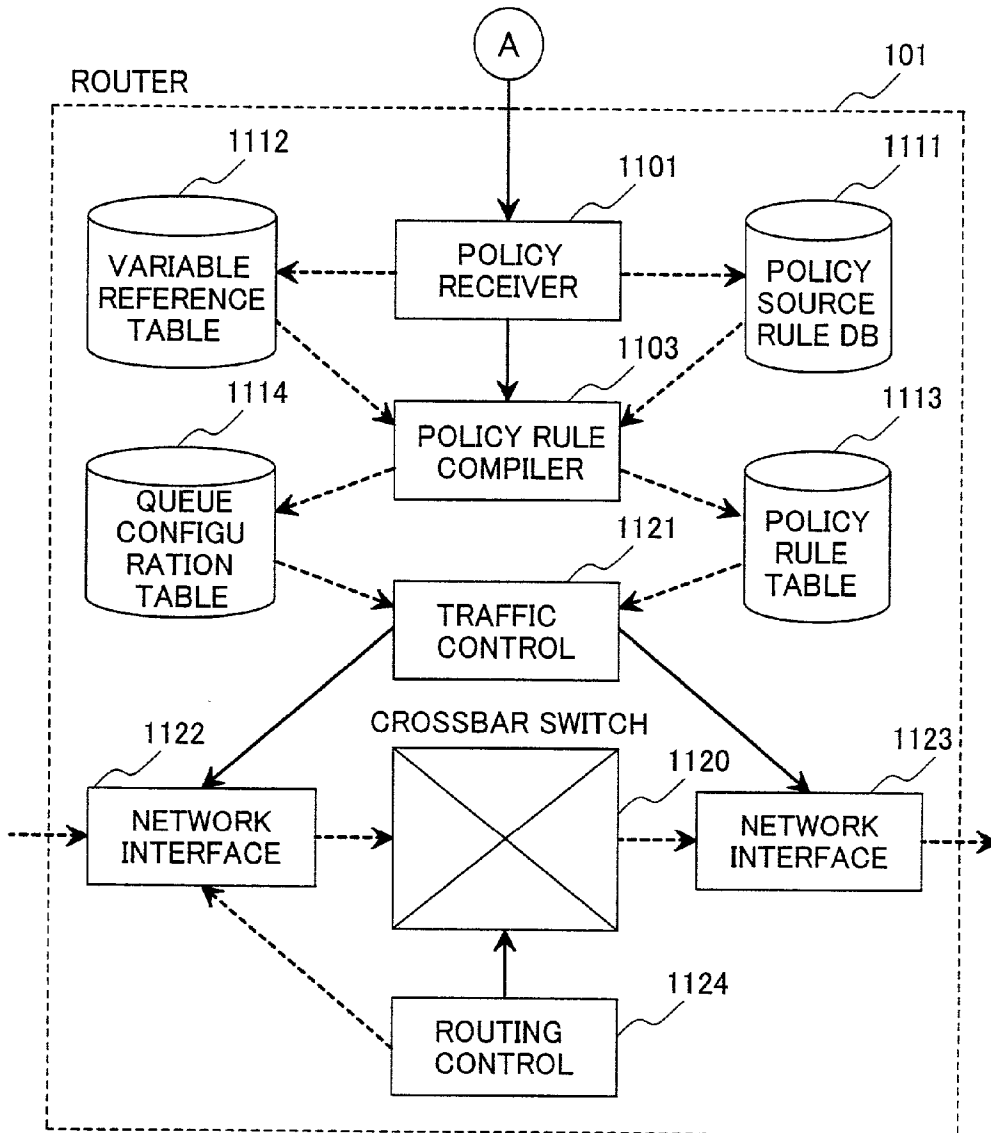 A
ROUTER
101
1112
1101
1111
VARIABLE
REFERENCE
TABLE
POLICY
RECEIVER
POLICY
SOURCE
RULE DB
1114
1103
1113
QUEUE
CONFIGU
RATION
TABLE
POLICY RULE
COMPILER
POLICY
RULE
TABLE
1121
TRAFFIC
CONTROL
CROSSBAR SWITCH
1122
1120
1123
NETWORK
INTERFACE
NETWORK
INTERFACE
1124
ROUTING
CONTROL